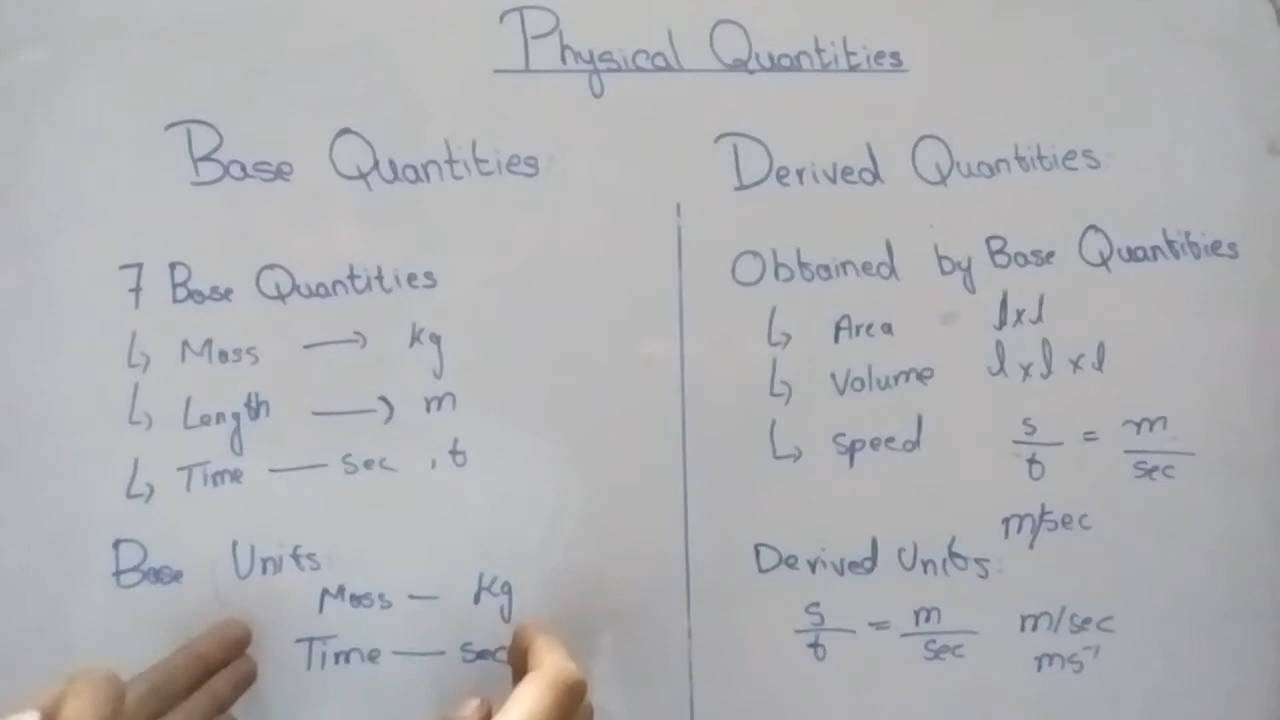 Physical Quantities
Base Quantities
7 Base Quantities
↳ Mass → kg
↳ Length → m
↳ Time — sec , t
Base Units
Mass — Kg
Time — sec
Derived Quantities
Obtained by Base Quantities
↳ Area l×l
↳ Volume l×l×l
↳ Speed s/t = m/sec
m/sec
Derived Units
s/t = m/sec m/sec
ms⁻¹